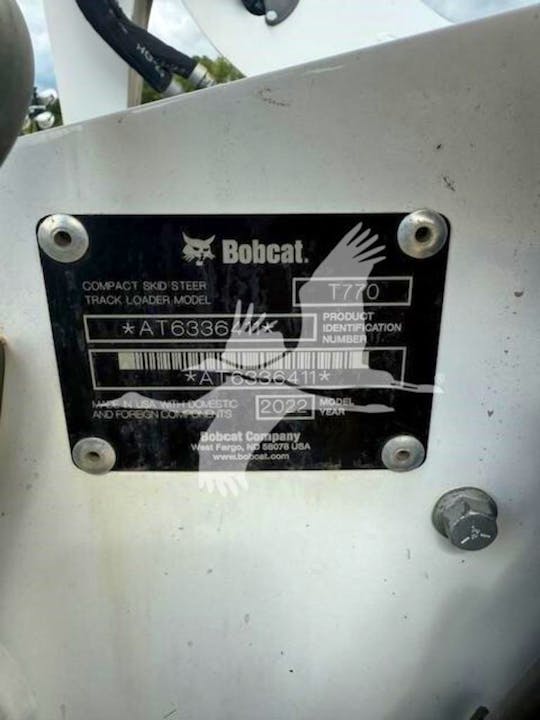 Bobcat.
COMPACT SKID STEER
TRACK LOADER MODEL
T770
*AT6336411*
PRODUCT
IDENTIFICATION
NUMBER
*AT6336411*
MADE IN USA WITH DOMESTIC
AND FOREIGN COMPONENTS
2022
MODEL
YEAR
Bobcat Company
West Fargo, ND 58078 USA
www.bobcat.com